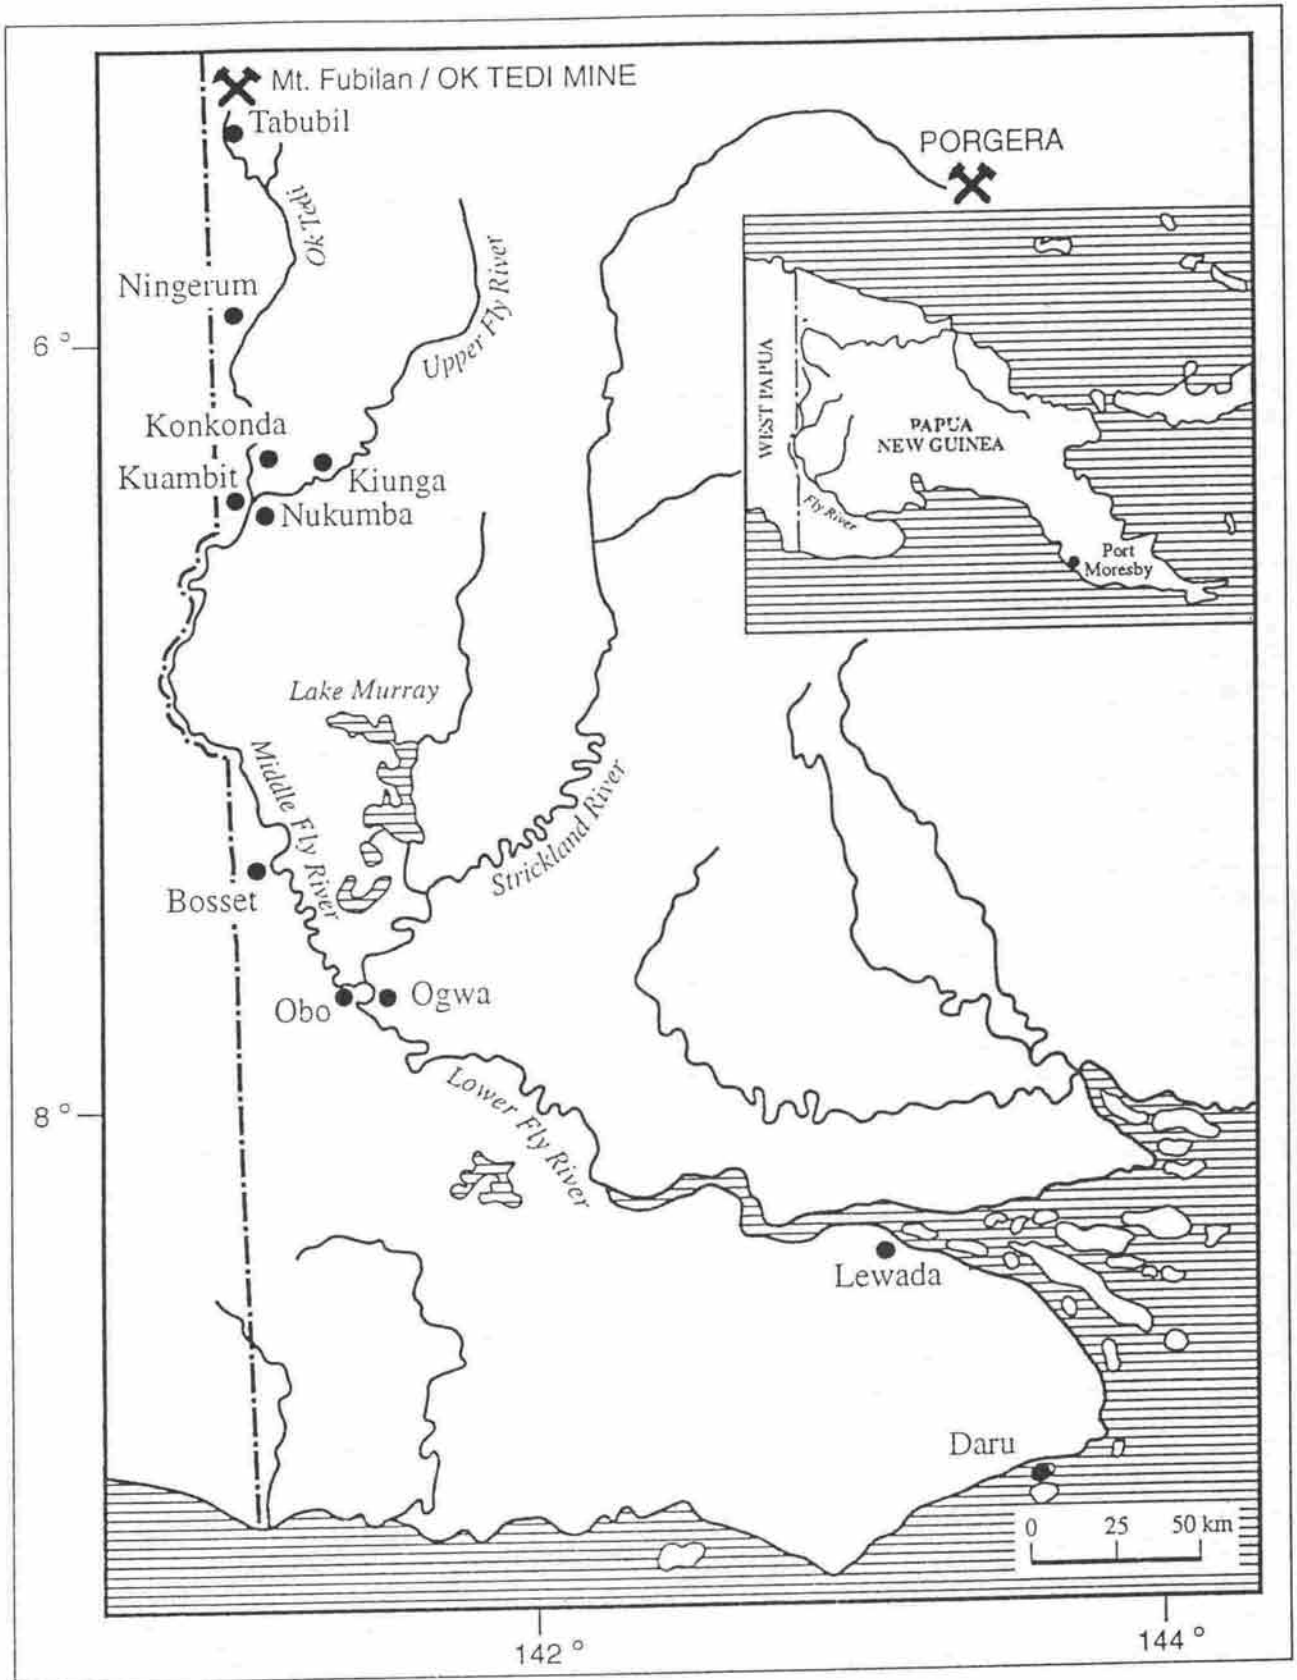 Mt. Fubilan / OK TEDI MINE
Tabubil
PORGERA
Ok Tedi
Ningerum
Upper Fly River
6°
WEST PAPUA
PAPUA
NEW GUINEA
Konkonda
Kuambit
Kiunga
Nukumba
Fly River
Port
Moresby
Lake Murray
Middle Fly River
Strickland River
Bosset
Obo
Ogwa
8°
Lower Fly River
Lewada
Daru
0 25 50 km
142°
144°